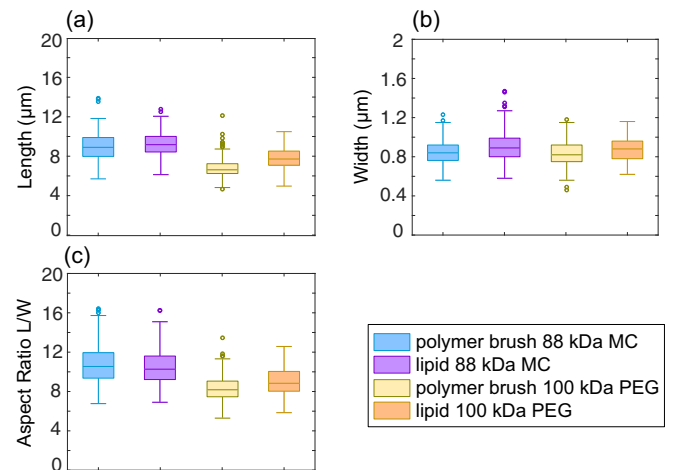 (a)
20
16
12
8
4
0
Length (μm)
(b)
2
1.6
1.2
0.8
0.4
0
Width (μm)
(c)
20
16
12
8
4
0
Aspect Ratio L/W
polymer brush 88 kDa MC
lipid 88 kDa MC
polymer brush 100 kDa PEG
lipid 100 kDa PEG